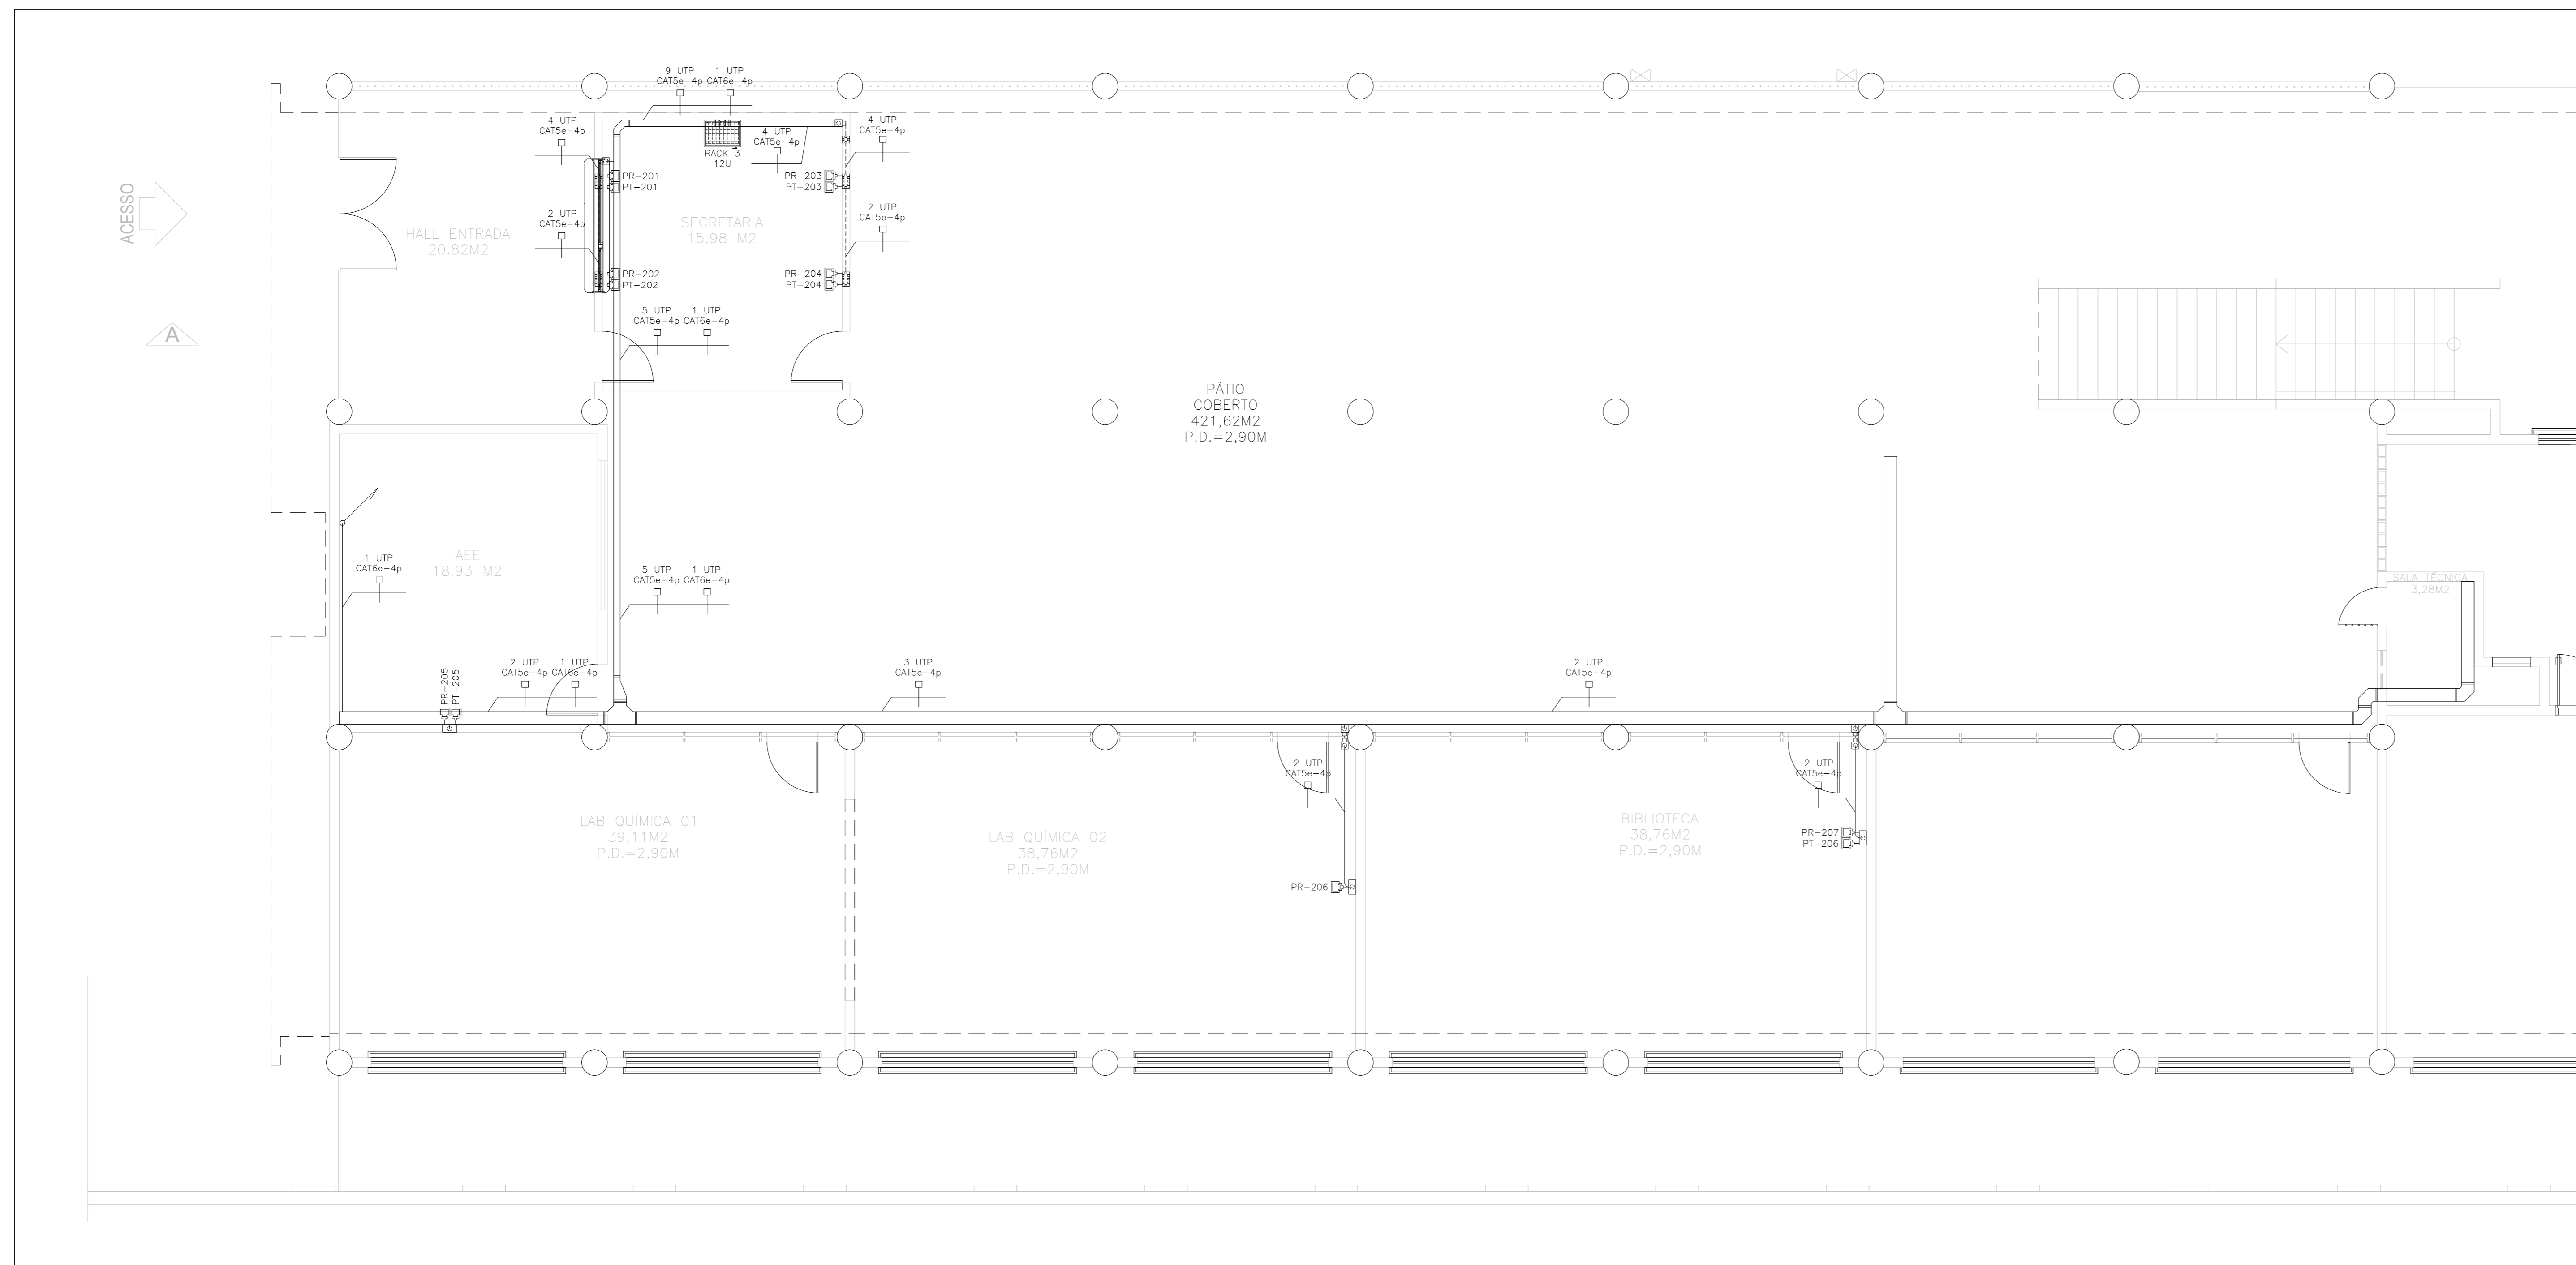 9 UTP
CAT5e-4p
1 UTP
CAT6e-4p
4 UTP
CAT5e-4p
4 UTP
CAT5e-4p
4 UTP
CAT5e-4p
RACK 3
12U
PR-201
PT-201
PR-203
PT-203
ACESSO
HALL ENTRADA
20.82M2
2 UTP
CAT5e-4p
SECRETARIA
15.98 M2
2 UTP
CAT5e-4p
PR-202
PT-202
PR-204
PT-204
5 UTP
CAT5e-4p
1 UTP
CAT6e-4p
A
PÁTIO
COBERTO
421,62M2
P.D.=2,90M
1 UTP
CAT6e-4p
AEE
18.93 M2
5 UTP
CAT5e-4p
1 UTP
CAT6e-4p
SALA TÉCNICA
3,28M2
PR-205
PT-205
2 UTP
CAT5e-4p
1 UTP
CAT6e-4p
3 UTP
CAT5e-4p
2 UTP
CAT5e-4p
2 UTP
CAT5e-4p
2 UTP
CAT5e-4p
LAB QUÍMICA 01
39,11M2
P.D.=2,90M
LAB QUÍMICA 02
38,76M2
P.D.=2,90M
BIBLIOTECA
38,76M2
P.D.=2,90M
PR-207
PT-206
PR-206